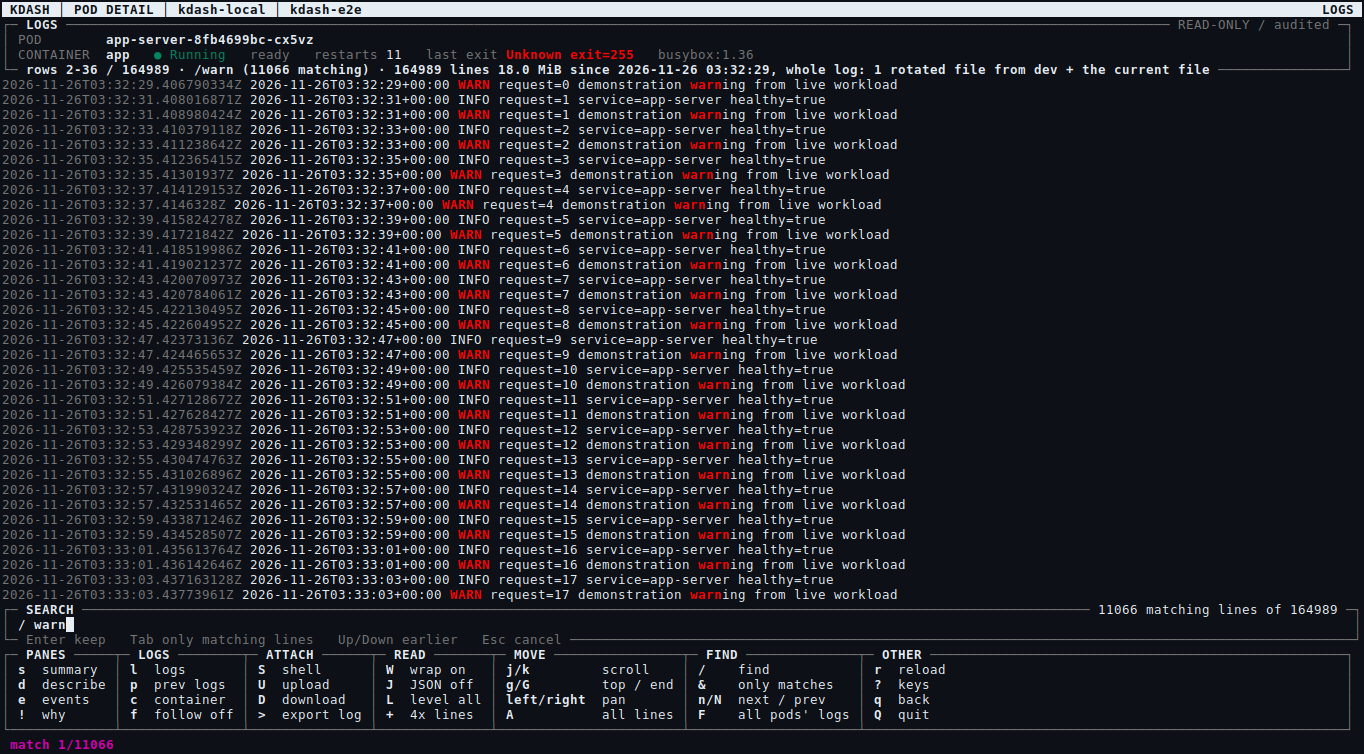 KDASH │ POD DETAIL │ kdash-local │ kdash-e2e LOGS
LOGS READ-ONLY / audited
POD app-server-8fb4699bc-cx5vz
CONTAINER app ● Running ready restarts 11 last exit Unknown exit=255 busybox:1.36
rows 2-36 / 164989 · /warn (11066 matching) · 164989 lines 18.0 MiB since 2026-11-26 03:32:29, whole log: 1 rotated file from dev + the current file
2026-11-26T03:32:29.406790334Z 2026-11-26T03:32:29+00:00 WARN request=0 demonstration warning from live workload
2026-11-26T03:32:31.408016871Z 2026-11-26T03:32:31+00:00 INFO request=1 service=app-server healthy=true
2026-11-26T03:32:31.408980424Z 2026-11-26T03:32:31+00:00 WARN request=1 demonstration warning from live workload
2026-11-26T03:32:33.410379118Z 2026-11-26T03:32:33+00:00 INFO request=2 service=app-server healthy=true
2026-11-26T03:32:33.411238642Z 2026-11-26T03:32:33+00:00 WARN request=2 demonstration warning from live workload
2026-11-26T03:32:35.412365415Z 2026-11-26T03:32:35+00:00 INFO request=3 service=app-server healthy=true
2026-11-26T03:32:35.41301937Z 2026-11-26T03:32:35+00:00 WARN request=3 demonstration warning from live workload
2026-11-26T03:32:37.414129153Z 2026-11-26T03:32:37+00:00 INFO request=4 service=app-server healthy=true
2026-11-26T03:32:37.4146328Z 2026-11-26T03:32:37+00:00 WARN request=4 demonstration warning from live workload
2026-11-26T03:32:39.415824278Z 2026-11-26T03:32:39+00:00 INFO request=5 service=app-server healthy=true
2026-11-26T03:32:39.41721842Z 2026-11-26T03:32:39+00:00 WARN request=5 demonstration warning from live workload
2026-11-26T03:32:41.418519986Z 2026-11-26T03:32:41+00:00 INFO request=6 service=app-server healthy=true
2026-11-26T03:32:41.419021237Z 2026-11-26T03:32:41+00:00 WARN request=6 demonstration warning from live workload
2026-11-26T03:32:43.420070973Z 2026-11-26T03:32:43+00:00 INFO request=7 service=app-server healthy=true
2026-11-26T03:32:43.420784061Z 2026-11-26T03:32:43+00:00 WARN request=7 demonstration warning from live workload
2026-11-26T03:32:45.422130495Z 2026-11-26T03:32:45+00:00 INFO request=8 service=app-server healthy=true
2026-11-26T03:32:45.422604952Z 2026-11-26T03:32:45+00:00 WARN request=8 demonstration warning from live workload
2026-11-26T03:32:47.42373136Z 2026-11-26T03:32:47+00:00 INFO request=9 service=app-server healthy=true
2026-11-26T03:32:47.424465653Z 2026-11-26T03:32:47+00:00 WARN request=9 demonstration warning from live workload
2026-11-26T03:32:49.425535459Z 2026-11-26T03:32:49+00:00 INFO request=10 service=app-server healthy=true
2026-11-26T03:32:49.426079384Z 2026-11-26T03:32:49+00:00 WARN request=10 demonstration warning from live workload
2026-11-26T03:32:51.427128672Z 2026-11-26T03:32:51+00:00 INFO request=11 service=app-server healthy=true
2026-11-26T03:32:51.427628427Z 2026-11-26T03:32:51+00:00 WARN request=11 demonstration warning from live workload
2026-11-26T03:32:53.428753923Z 2026-11-26T03:32:53+00:00 INFO request=12 service=app-server healthy=true
2026-11-26T03:32:53.429348299Z 2026-11-26T03:32:53+00:00 WARN request=12 demonstration warning from live workload
2026-11-26T03:32:55.430474763Z 2026-11-26T03:32:55+00:00 INFO request=13 service=app-server healthy=true
2026-11-26T03:32:55.431026896Z 2026-11-26T03:32:55+00:00 WARN request=13 demonstration warning from live workload
2026-11-26T03:32:57.431990324Z 2026-11-26T03:32:57+00:00 INFO request=14 service=app-server healthy=true
2026-11-26T03:32:57.432531465Z 2026-11-26T03:32:57+00:00 WARN request=14 demonstration warning from live workload
2026-11-26T03:32:59.433871246Z 2026-11-26T03:32:59+00:00 INFO request=15 service=app-server healthy=true
2026-11-26T03:32:59.434528507Z 2026-11-26T03:32:59+00:00 WARN request=15 demonstration warning from live workload
2026-11-26T03:33:01.435613764Z 2026-11-26T03:33:01+00:00 INFO request=16 service=app-server healthy=true
2026-11-26T03:33:01.436142646Z 2026-11-26T03:33:01+00:00 WARN request=16 demonstration warning from live workload
2026-11-26T03:33:03.437163128Z 2026-11-26T03:33:03+00:00 INFO request=17 service=app-server healthy=true
2026-11-26T03:33:03.43773961Z 2026-11-26T03:33:03+00:00 WARN request=17 demonstration warning from live workload
SEARCH 11066 matching lines of 164989
/ warn
Enter keep Tab only matching lines Up/Down earlier Esc cancel
PANES LOGS ATTACH READ MOVE FIND OTHER
s summary l logs S shell W wrap on j/k scroll / find r reload
d describe p prev logs U upload J JSON off g/G top / end & only matches ? keys
e events c container D download L level all left/right pan n/N next / prev q back
! why f follow off > export log + 4x lines A all lines F all pods' logs Q quit
match 1/11066